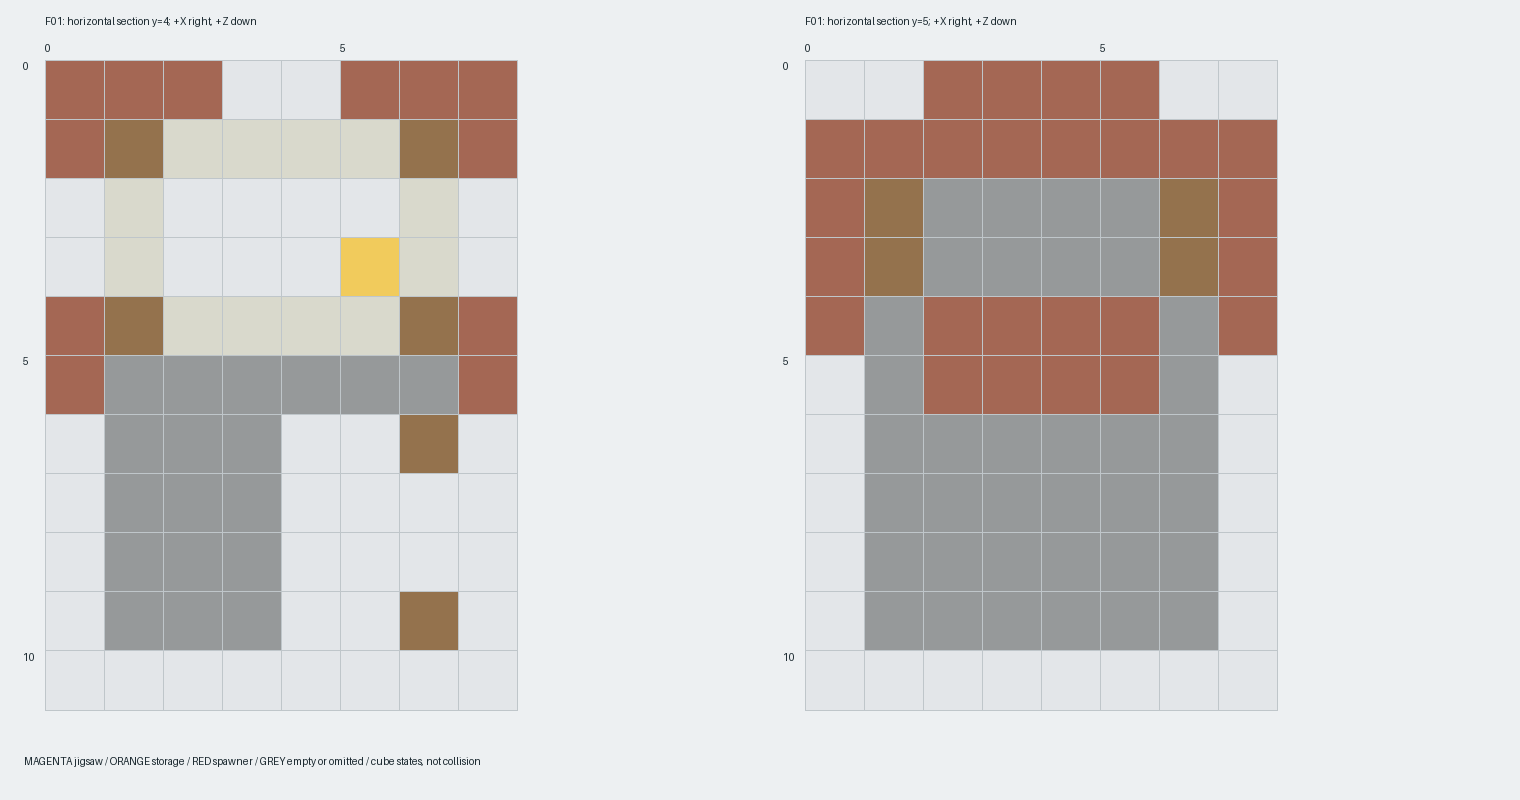 F01: horizontal section y=4; +X right, +Z down
F01: horizontal section y=5; +X right, +Z down
0 5
0 5
0
0
5
5
10
10
MAGENTA jigsaw / ORANGE storage / RED spawner / GREY empty or omitted / cube states, not collision